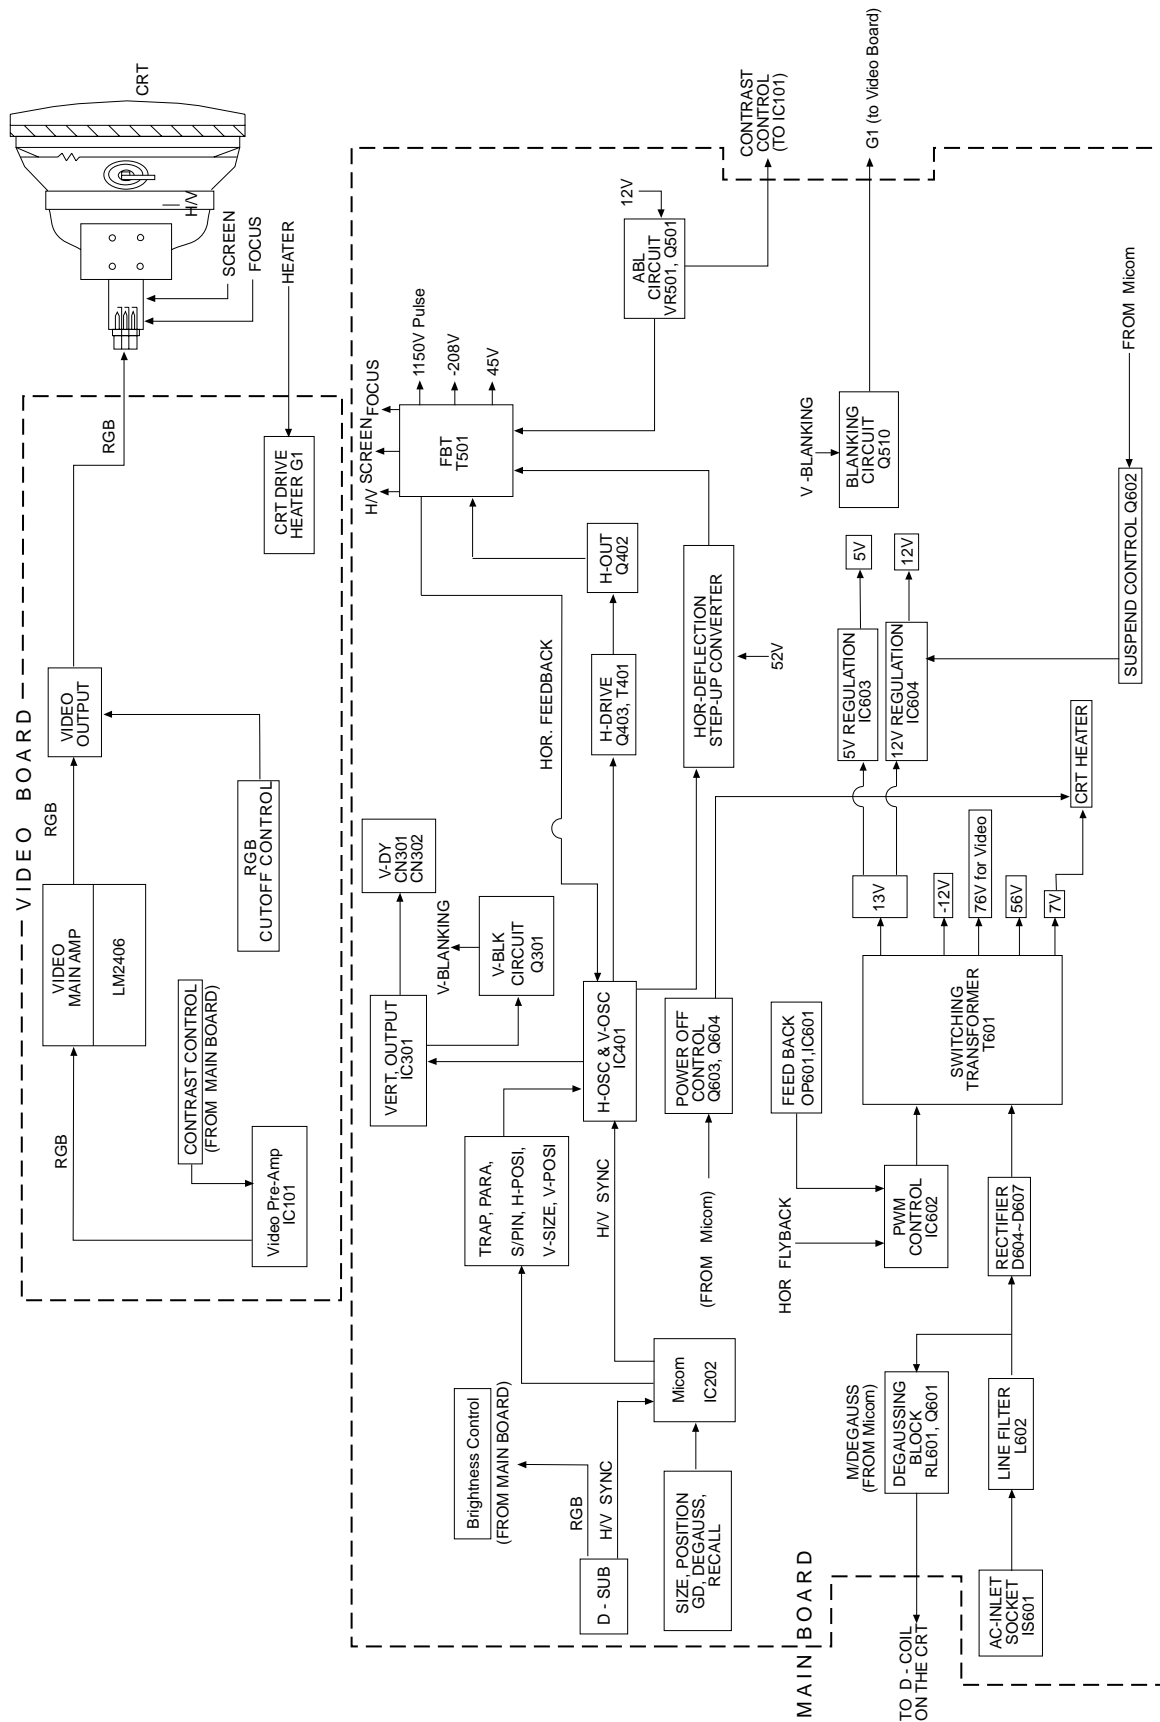 VIDEO BOARD
RGB
CONTRAST CONTROL
(FROM MAIN BOARD)
Video Pre-Amp
IC101
VIDEO
MAIN AMP
LM2406
RGB
RGB
CUTOFF CONTROL
VIDEO
OUTPUT
RGB
CRT DRIVE
HEATER G1
SCREEN
FOCUS
HEATER
H/V
CRT
MAIN BOARD
Brightness Control
(FROM MAIN BOARD)
RGB
H/V SYNC
D - SUB
SIZE, POSITION
GD, DEGAUSS,
RECALL
Micom
IC202
TRAP, PARA,
S/PIN, H-POSI,
V-SIZE, V-POSI
H/V SYNC
VERT, OUTPUT
IC301
V-DY
CN301
CN302
V-BLANKING
V-BLK
CIRCUIT
Q301
H-OSC & V-OSC
IC401
HOR. FEEDBACK
H-DRIVE
Q403, T401
H-OUT
Q402
HOR-DEFLECTION
STEP-UP CONVERTER
52V
H/V
SCREEN
FOCUS
FBT
T501
1150V Pulse
-208V
45V
12V
ABL
CIRCUIT
VR501, Q501
CONTRAST
CONTROL
(TO IC101)
(FROM Micom)
POWER OFF
CONTROL
Q603, Q604
V -BLANKING
BLANKING
CIRCUIT
Q510
G1 (to Video Board)
HOR FLYBACK
FEED BACK
OP601,IC601
PWM
CONTROL
IC602
SWITCHING
TRANSFORMER
T601
13V
-12V
76V for Video
56V
7V
5V REGULATION
IC603
5V
12V REGULATION
IC604
12V
CRT HEATER
SUSPEND CONTROL Q602
FROM Micom
M/DEGAUSS
(FROM Micom)
DEGAUSSING
BLOCK
RL601, Q601
TO D - COIL
ON THE CRT
AC-INLET
SOCKET
IS601
LINE FILTER
L602
RECTIFIER
D604~D607